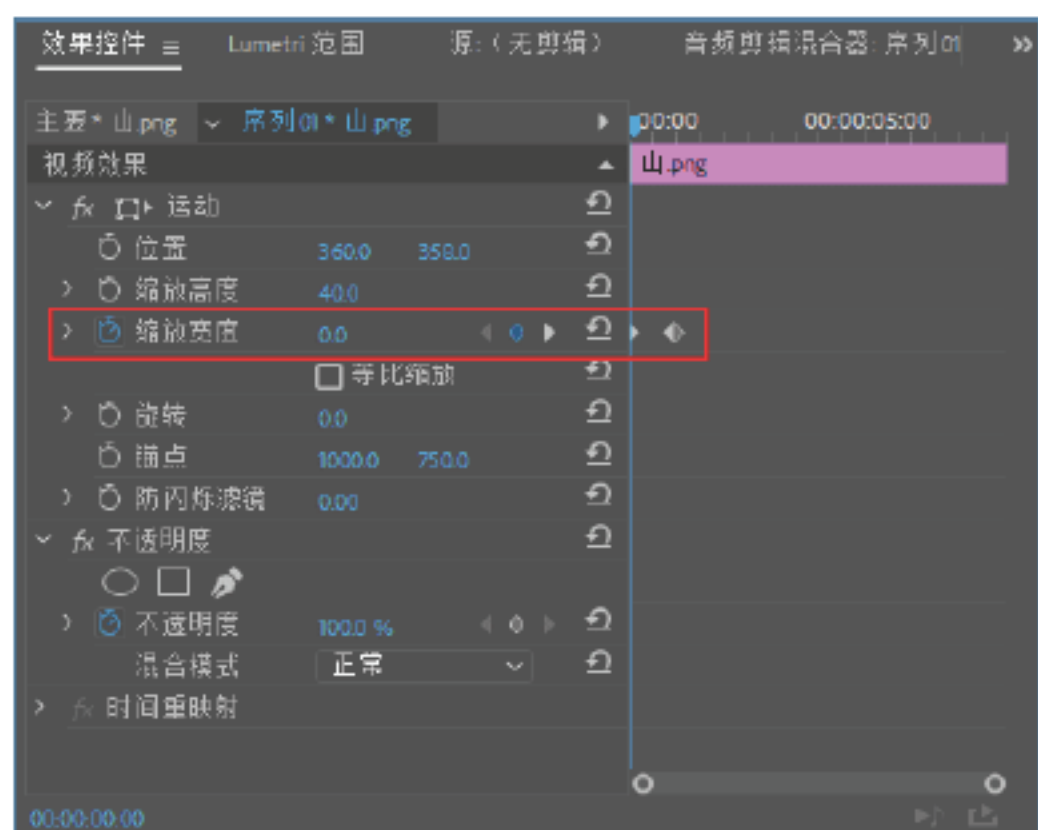 效果控件 Lumetri 范围 源:（无剪辑） 音频剪辑混合器: 序列 01
主要* 山.png 序列 01* 山.png 00:00 00:00:05:00
视频效果 山.png
fx 运动
位置 360.0 358.0
缩放高度 40.0
缩放宽度 0.0
等比缩放
旋转 0.0
锚点 1000.0 750.0
防闪烁滤镜 0.00
fx 不透明度
不透明度 100.0 %
混合模式 正常
fx 时间重映射
00:00:00:00